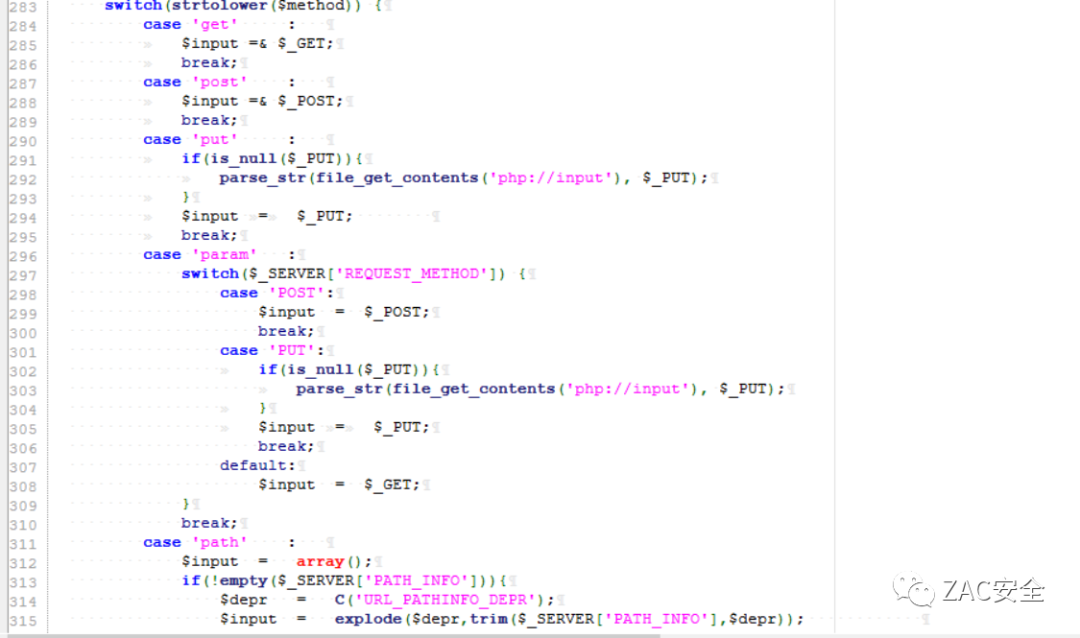 283 switch(strtolower($method)) {
284 case 'get' :
285 $input =& $_GET;
286 break;
287 case 'post' :
288 $input =& $_POST;
289 break;
290 case 'put' :
291 if(is_null($_PUT)){
292 parse_str(file_get_contents('php://input'), $_PUT);
293 }
294 $input = $_PUT;
295 break;
296 case 'param' :
297 switch($_SERVER['REQUEST_METHOD']) {
298 case 'POST':
299 $input = $_POST;
300 break;
301 case 'PUT':
302 if(is_null($_PUT)){
303 parse_str(file_get_contents('php://input'), $_PUT);
304 }
305 $input = $_PUT;
306 break;
307 default:
308 $input = $_GET;
309 }
310 break;
311 case 'path' :
312 $input = array();
313 if(!empty($_SERVER['PATH_INFO'])){
314 $depr = C('URL_PATHINFO_DEPR');
315 $input = explode($depr,trim($_SERVER['PATH_INFO'],$depr));
ZAC安全